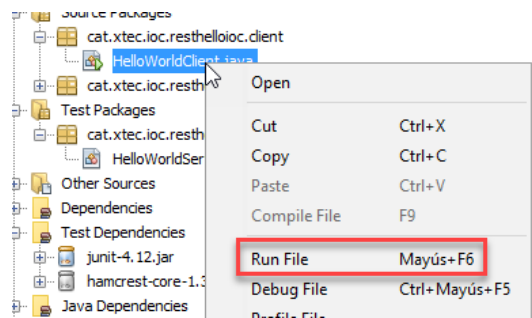 Source Packages
cat.xtec.ioc.resthelloioc.client
HelloWorldClient.java
cat.xtec.ioc.resth
Test Packages
cat.xtec.ioc.resth
HelloWorldSer
Other Sources
Dependencies
Test Dependencies
junit-4.12.jar
hamcrest-core-1.3
Java Dependencies
Open
Cut Ctrl+X
Copy Ctrl+C
Paste Ctrl+V
Compile File F9
Run File Mayús+F6
Debug File Ctrl+Mayús+F5
Profile File